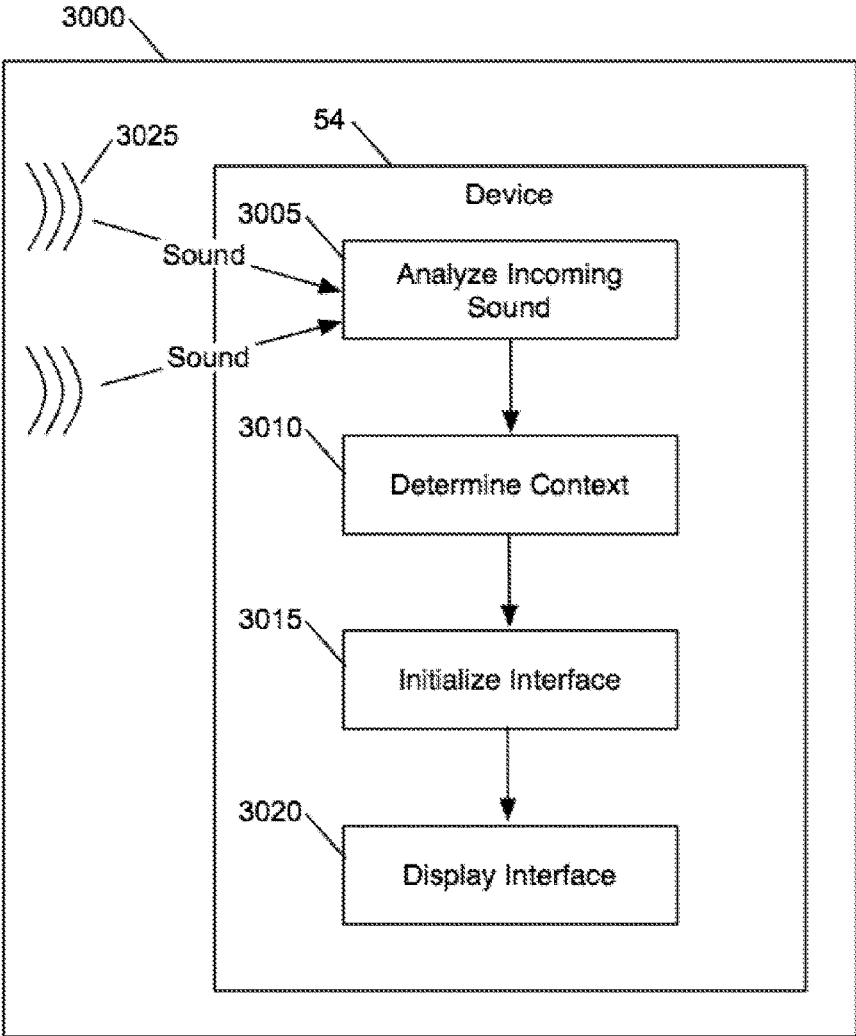 3000
54
3025
Device
3005
Sound
Analyze Incoming
Sound
Sound
3010
Determine Context
3015
Initialize Interface
3020
Display Interface